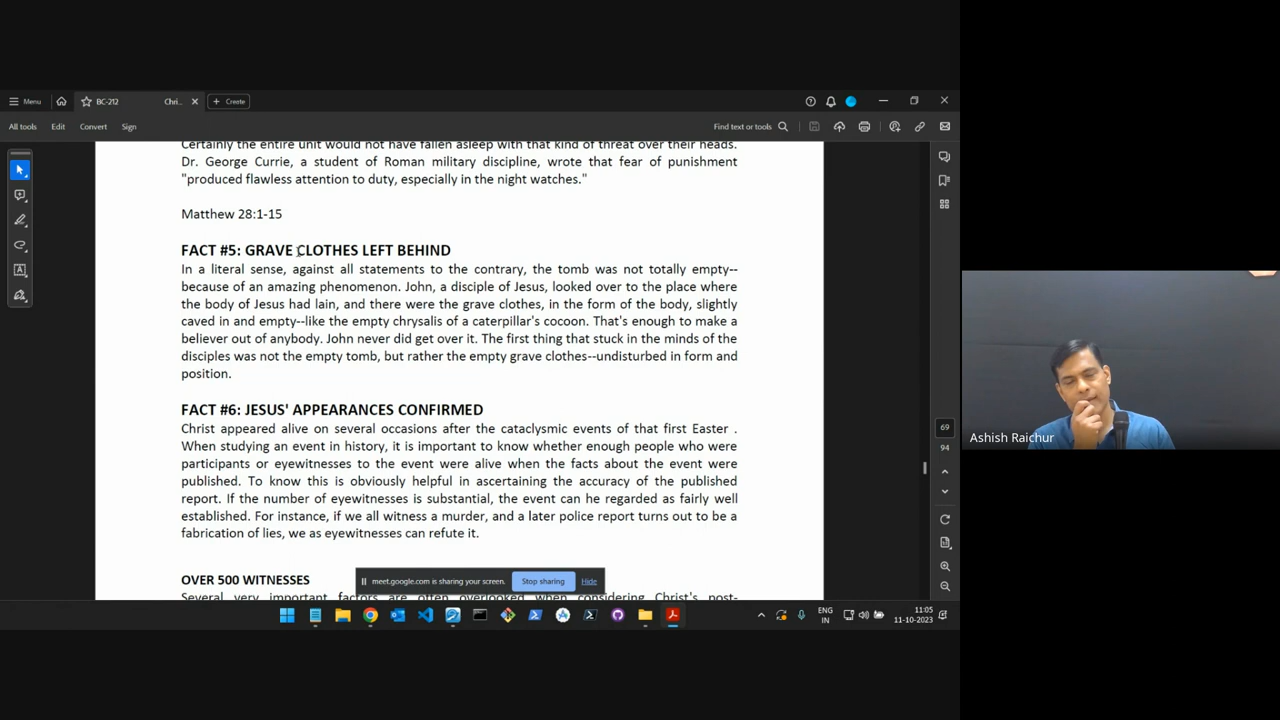 Menu
BC-212
Chri...
Create
All tools
Edit
Convert
Sign
Find text or tools
Certainly the entire unit would not have fallen asleep with that kind of threat over their heads.
Dr. George Currie, a student of Roman military discipline, wrote that fear of punishment
"produced flawless attention to duty, especially in the night watches."
Matthew 28:1-15
FACT #5: GRAVE CLOTHES LEFT BEHIND
In a literal sense, against all statements to the contrary, the tomb was not totally empty--
because of an amazing phenomenon. John, a disciple of Jesus, looked over to the place where
the body of Jesus had lain, and there were the grave clothes, in the form of the body, slightly
caved in and empty--like the empty chrysalis of a caterpillar's cocoon. That's enough to make a
believer out of anybody. John never did get over it. The first thing that stuck in the minds of the
disciples was not the empty tomb, but rather the empty grave clothes--undisturbed in form and
position.
FACT #6: JESUS' APPEARANCES CONFIRMED
Christ appeared alive on several occasions after the cataclysmic events of that first Easter .
When studying an event in history, it is important to know whether enough people who were
participants or eyewitnesses to the event were alive when the facts about the event were
published. To know this is obviously helpful in ascertaining the accuracy of the published
report. If the number of eyewitnesses is substantial, the event can he regarded as fairly well
established. For instance, if we all witness a murder, and a later police report turns out to be a
fabrication of lies, we as eyewitnesses can refute it.
OVER 500 WITNESSES
Several very important factors are often overlooked when considering Christ's post-
69
94
meet.google.com is sharing your screen.
Stop sharing
Hide
ENG
IN
11:05
11-10-2023
Ashish Raichur